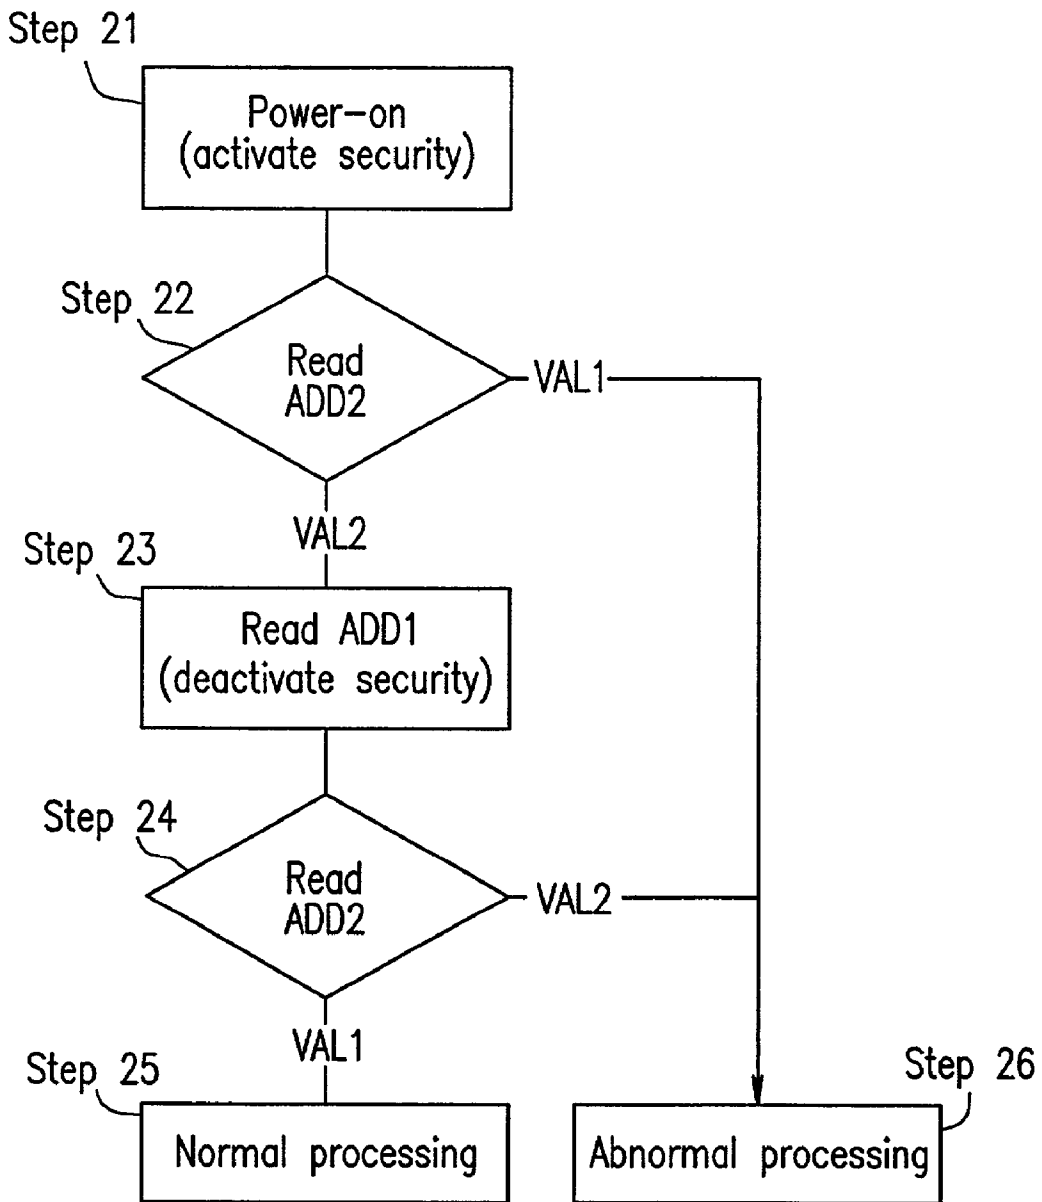 Step 21
Power-on
(activate security)
Step 22
Read
ADD2
VAL1
VAL2
Step 23
Read ADD1
(deactivate security)
Step 24
Read
ADD2
VAL2
VAL1
Step 25
Normal processing
Step 26
Abnormal processing